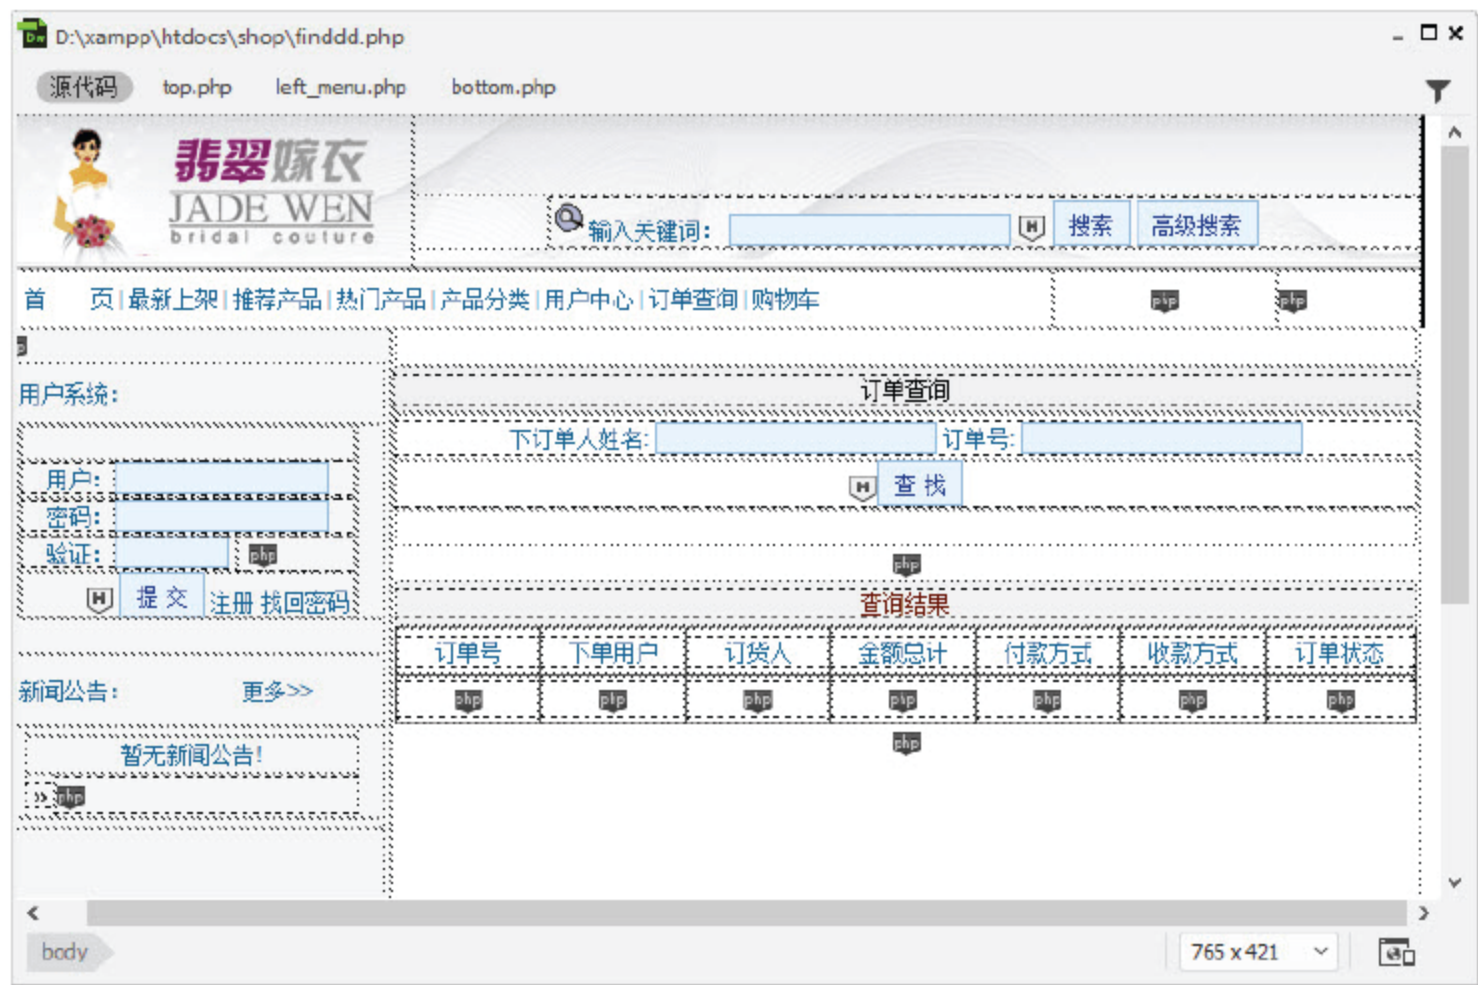 D:\xampp\htdocs\shop\finddd.php
源代码 top.php left_menu.php bottom.php
翡翠嫁衣
JADE WEN
bridal couture
输入关键词： 搜索 高级搜索
首 页 | 最新上架 | 推荐产品 | 热门产品 | 产品分类 | 用户中心 | 订单查询 | 购物车
php php
用户系统：
订单查询
下订单人姓名: 订单号:
用户：
查 找
密码：
验证： php
php
提 交 注册 找回密码
查询结果
订单号 下单用户 订货人 金额总计 付款方式 收款方式 订单状态
新闻公告： 更多>>
php php php php php php php
php
暂无新闻公告！
» php
body
765 x 421